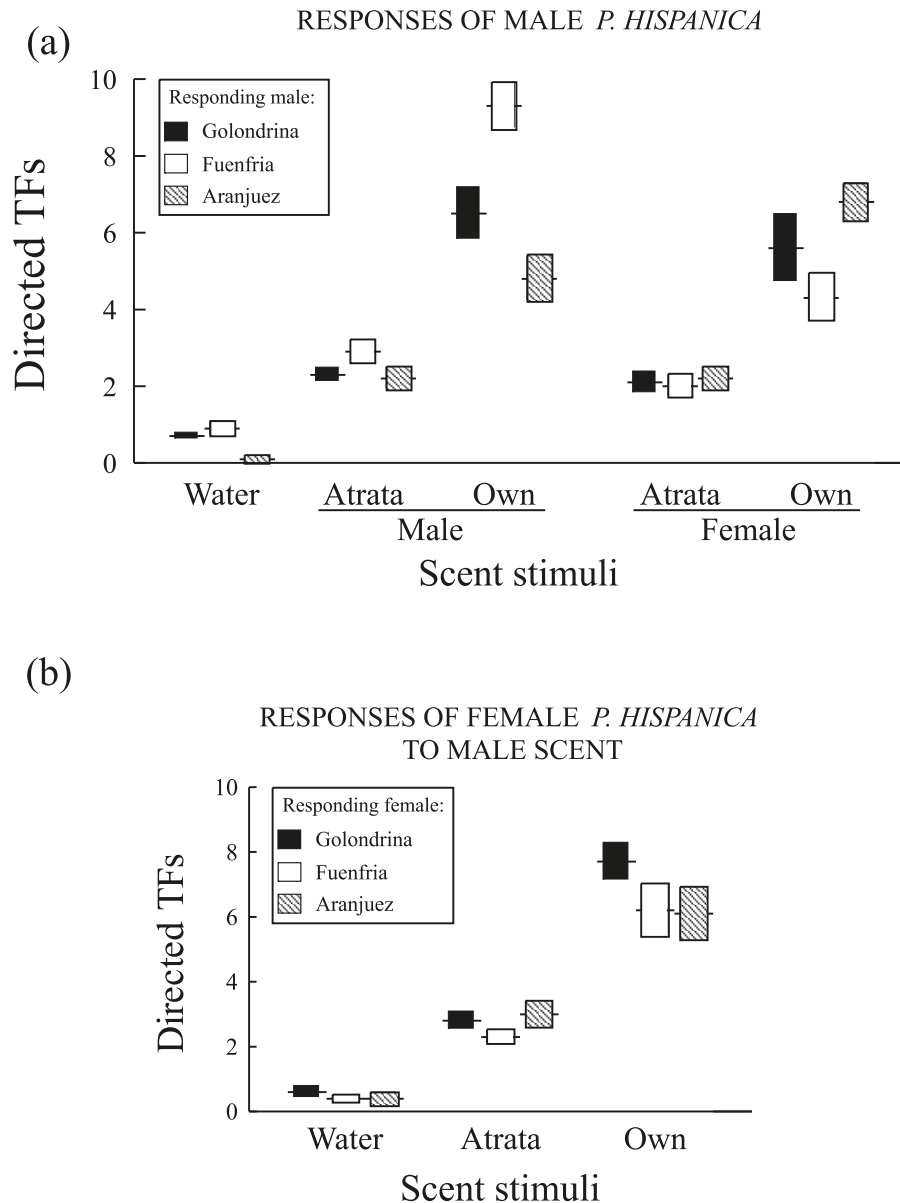 (a)
RESPONSES OF MALE P. HISPANICA
Directed TFs
10
8
6
4
2
0
Responding male:
Golondrina
Fuenfria
Aranjuez
Water Atrata Own Atrata Own
Male Female
Scent stimuli
(b)
RESPONSES OF FEMALE P. HISPANICA
TO MALE SCENT
Directed TFs
10
8
6
4
2
0
Responding female:
Golondrina
Fuenfria
Aranjuez
Water Atrata Own
Scent stimuli